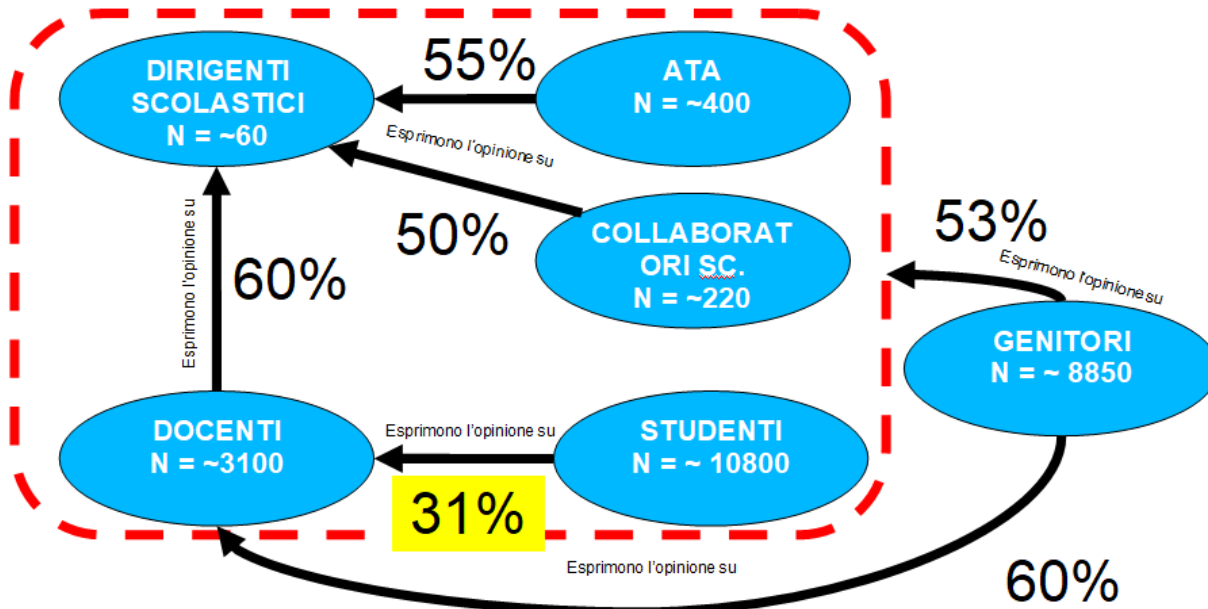 DIRIGENTI
SCOLASTICI
N = ~60
55%
ATA
N = ~400
Esprimono l'opinione su
50%
COLLABORAT
ORI SC.
N = ~220
53%
Esprimono l'opinione su
GENITORI
N = ~ 8850
Esprimono l'opinione su
60%
DOCENTI
N = ~3100
Esprimono l'opinione su
31%
STUDENTI
N = ~ 10800
Esprimono l'opinione su
60%